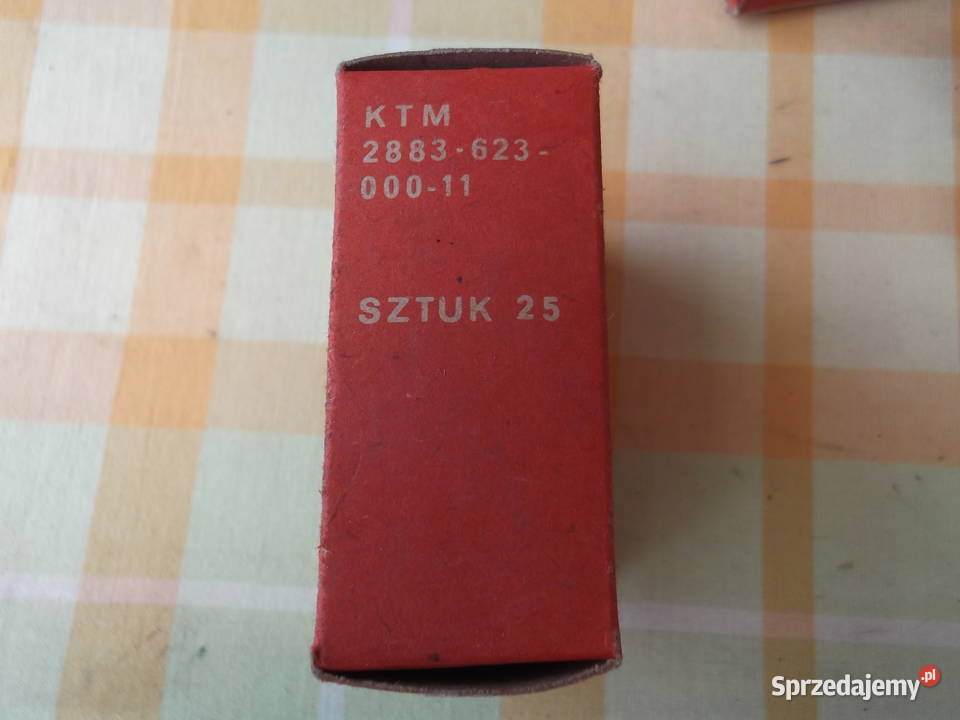 KTM
2883-623-
000-11
SZTUK 25
Sprzedajemy.pl